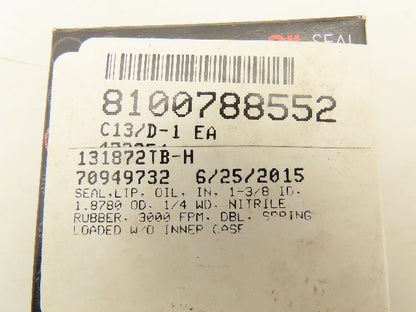 OIL SEAL
8100788552
C13/D-1 EA
131872TB-H
70949732 6/25/2015
SEAL,LIP, OIL, IN, 1-3/8 ID,
1.8780 OD, 1/4 WD, NITRILE
RUBBER, 3000 FPM, DBL, SPRING
LOADED W/O INNER CASE